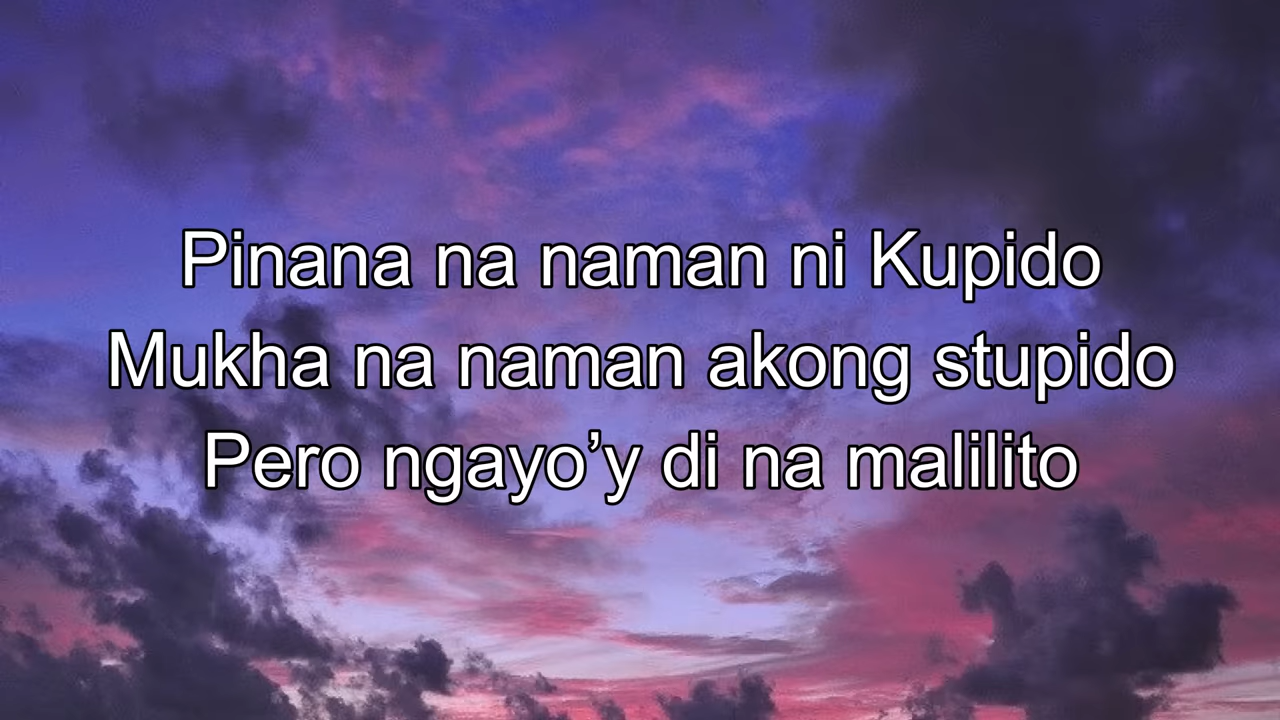 Pinana na naman ni Kupido
Mukha na naman akong stupido
Pero ngayo’y di na malilito